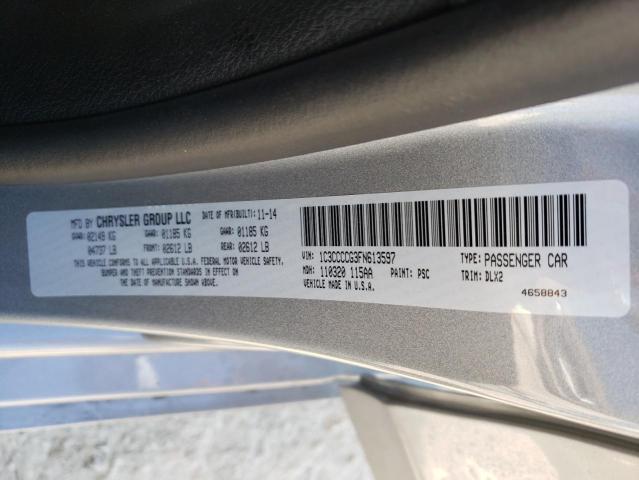 MFD BY CHRYSLER GROUP LLC DATE OF MFR(BUILT): 11-14
GVWR: 02149 KG GAWR: 01185 KG GAWR: 01185 KG
04737 LB FRONT: 02612 LB REAR: 02612 LB
THIS VEHICLE CONFORMS TO ALL APPLICABLE U.S.A. FEDERAL MOTOR VEHICLE SAFETY,
BUMPER AND THEFT PREVENTION STANDARDS IN EFFECT ON
THE DATE OF MANUFACTURE SHOWN ABOVE.
VIN: 1C3CCCCG3FN613597 TYPE: PASSENGER CAR
MDH: 110320 115AA PAINT: PSC TRIM: DLX2
VEHICLE MADE IN U.S.A. 4658843